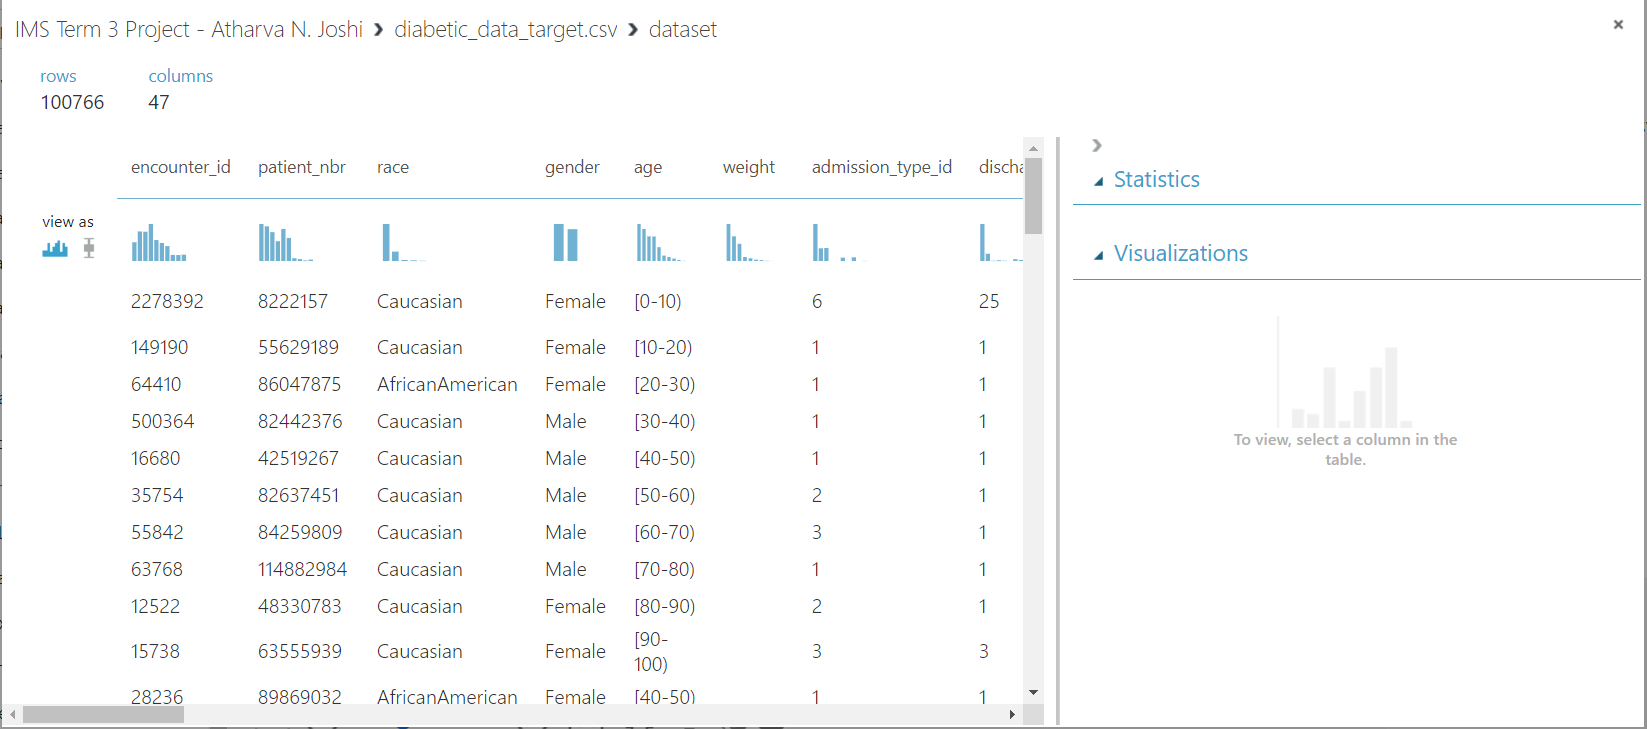 IMS Term 3 Project - Atharva N. Joshi › diabetic_data_target.csv › dataset
rows columns
100766 47
encounter_id patient_nbr race gender age weight admission_type_id discha
view as
2278392 8222157 Caucasian Female [0-10) 6 25
149190 55629189 Caucasian Female [10-20) 1 1
64410 86047875 AfricanAmerican Female [20-30) 1 1
500364 82442376 Caucasian Male [30-40) 1 1
16680 42519267 Caucasian Male [40-50) 1 1
35754 82637451 Caucasian Male [50-60) 2 1
55842 84259809 Caucasian Male [60-70) 3 1
63768 114882984 Caucasian Male [70-80) 1 1
12522 48330783 Caucasian Female [80-90) 2 1
15738 63555939 Caucasian Female [90-
100) 3 3
28236 89869032 AfricanAmerican Female [40-50) 1 1
Statistics
Visualizations
To view, select a column in the
table.